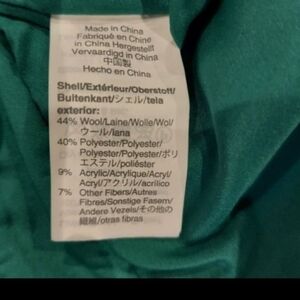 Made in China
Fabriqué en China
in China Hergestellt
Vervaardigd in China
中国製
Hecho en China
Shell/Extérieur/Oberstoff/
Buitenkant/シェル/tela
exterior:
44% Wool/Laine/Wolle/Wol/
ウール/lana
40% Polyester/Polyester/
Polyester/Polyester/ポリ
エステル/poliéster
9% Acrylic/Acrylique/Acryl/
Acryl/アクリル/acrílico
7% Other Fibers/Autres
Fibres/Sonstige Fasern/
Andere Vezels/その他の
繊維/otras fibras